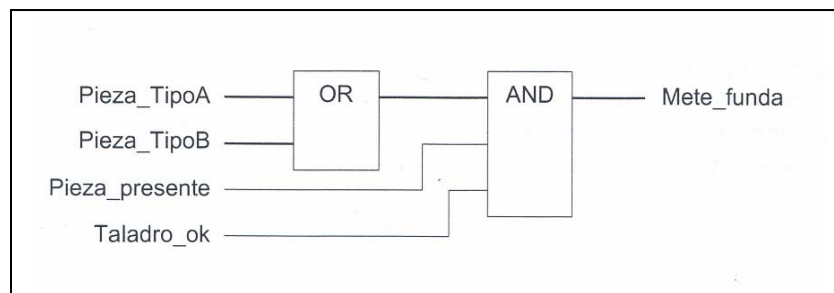 Pieza_TipoA
OR
AND
Mete_funda
Pieza_TipoB
Pieza_presente
Taladro_ok